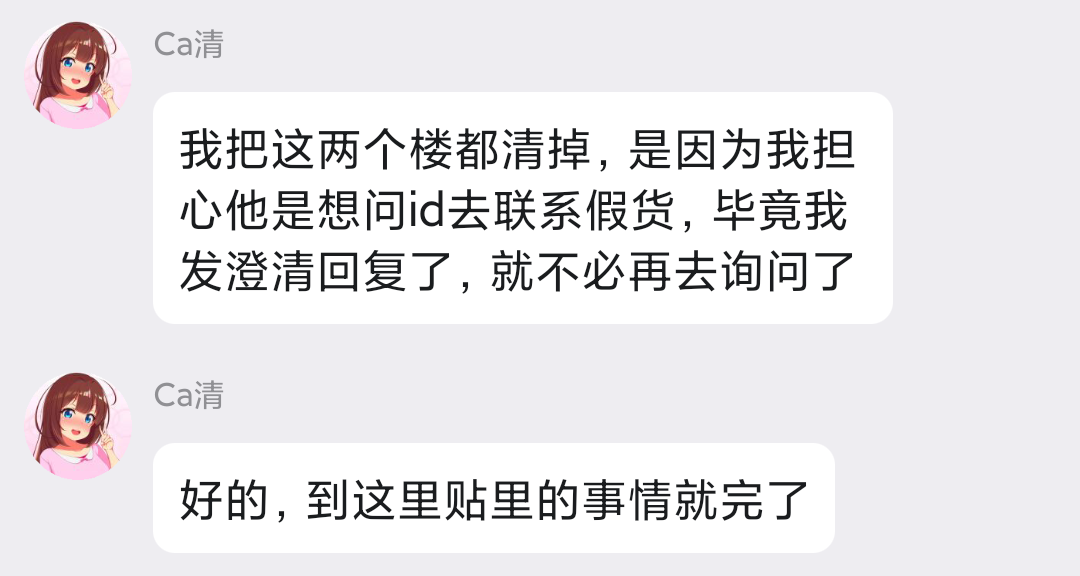 Ca清
我把这两个楼都清掉，是因为我担
心他是想问id去联系假货，毕竟我
发澄清回复了，就不必再去询问了
Ca清
好的，到这里贴里的事情就完了